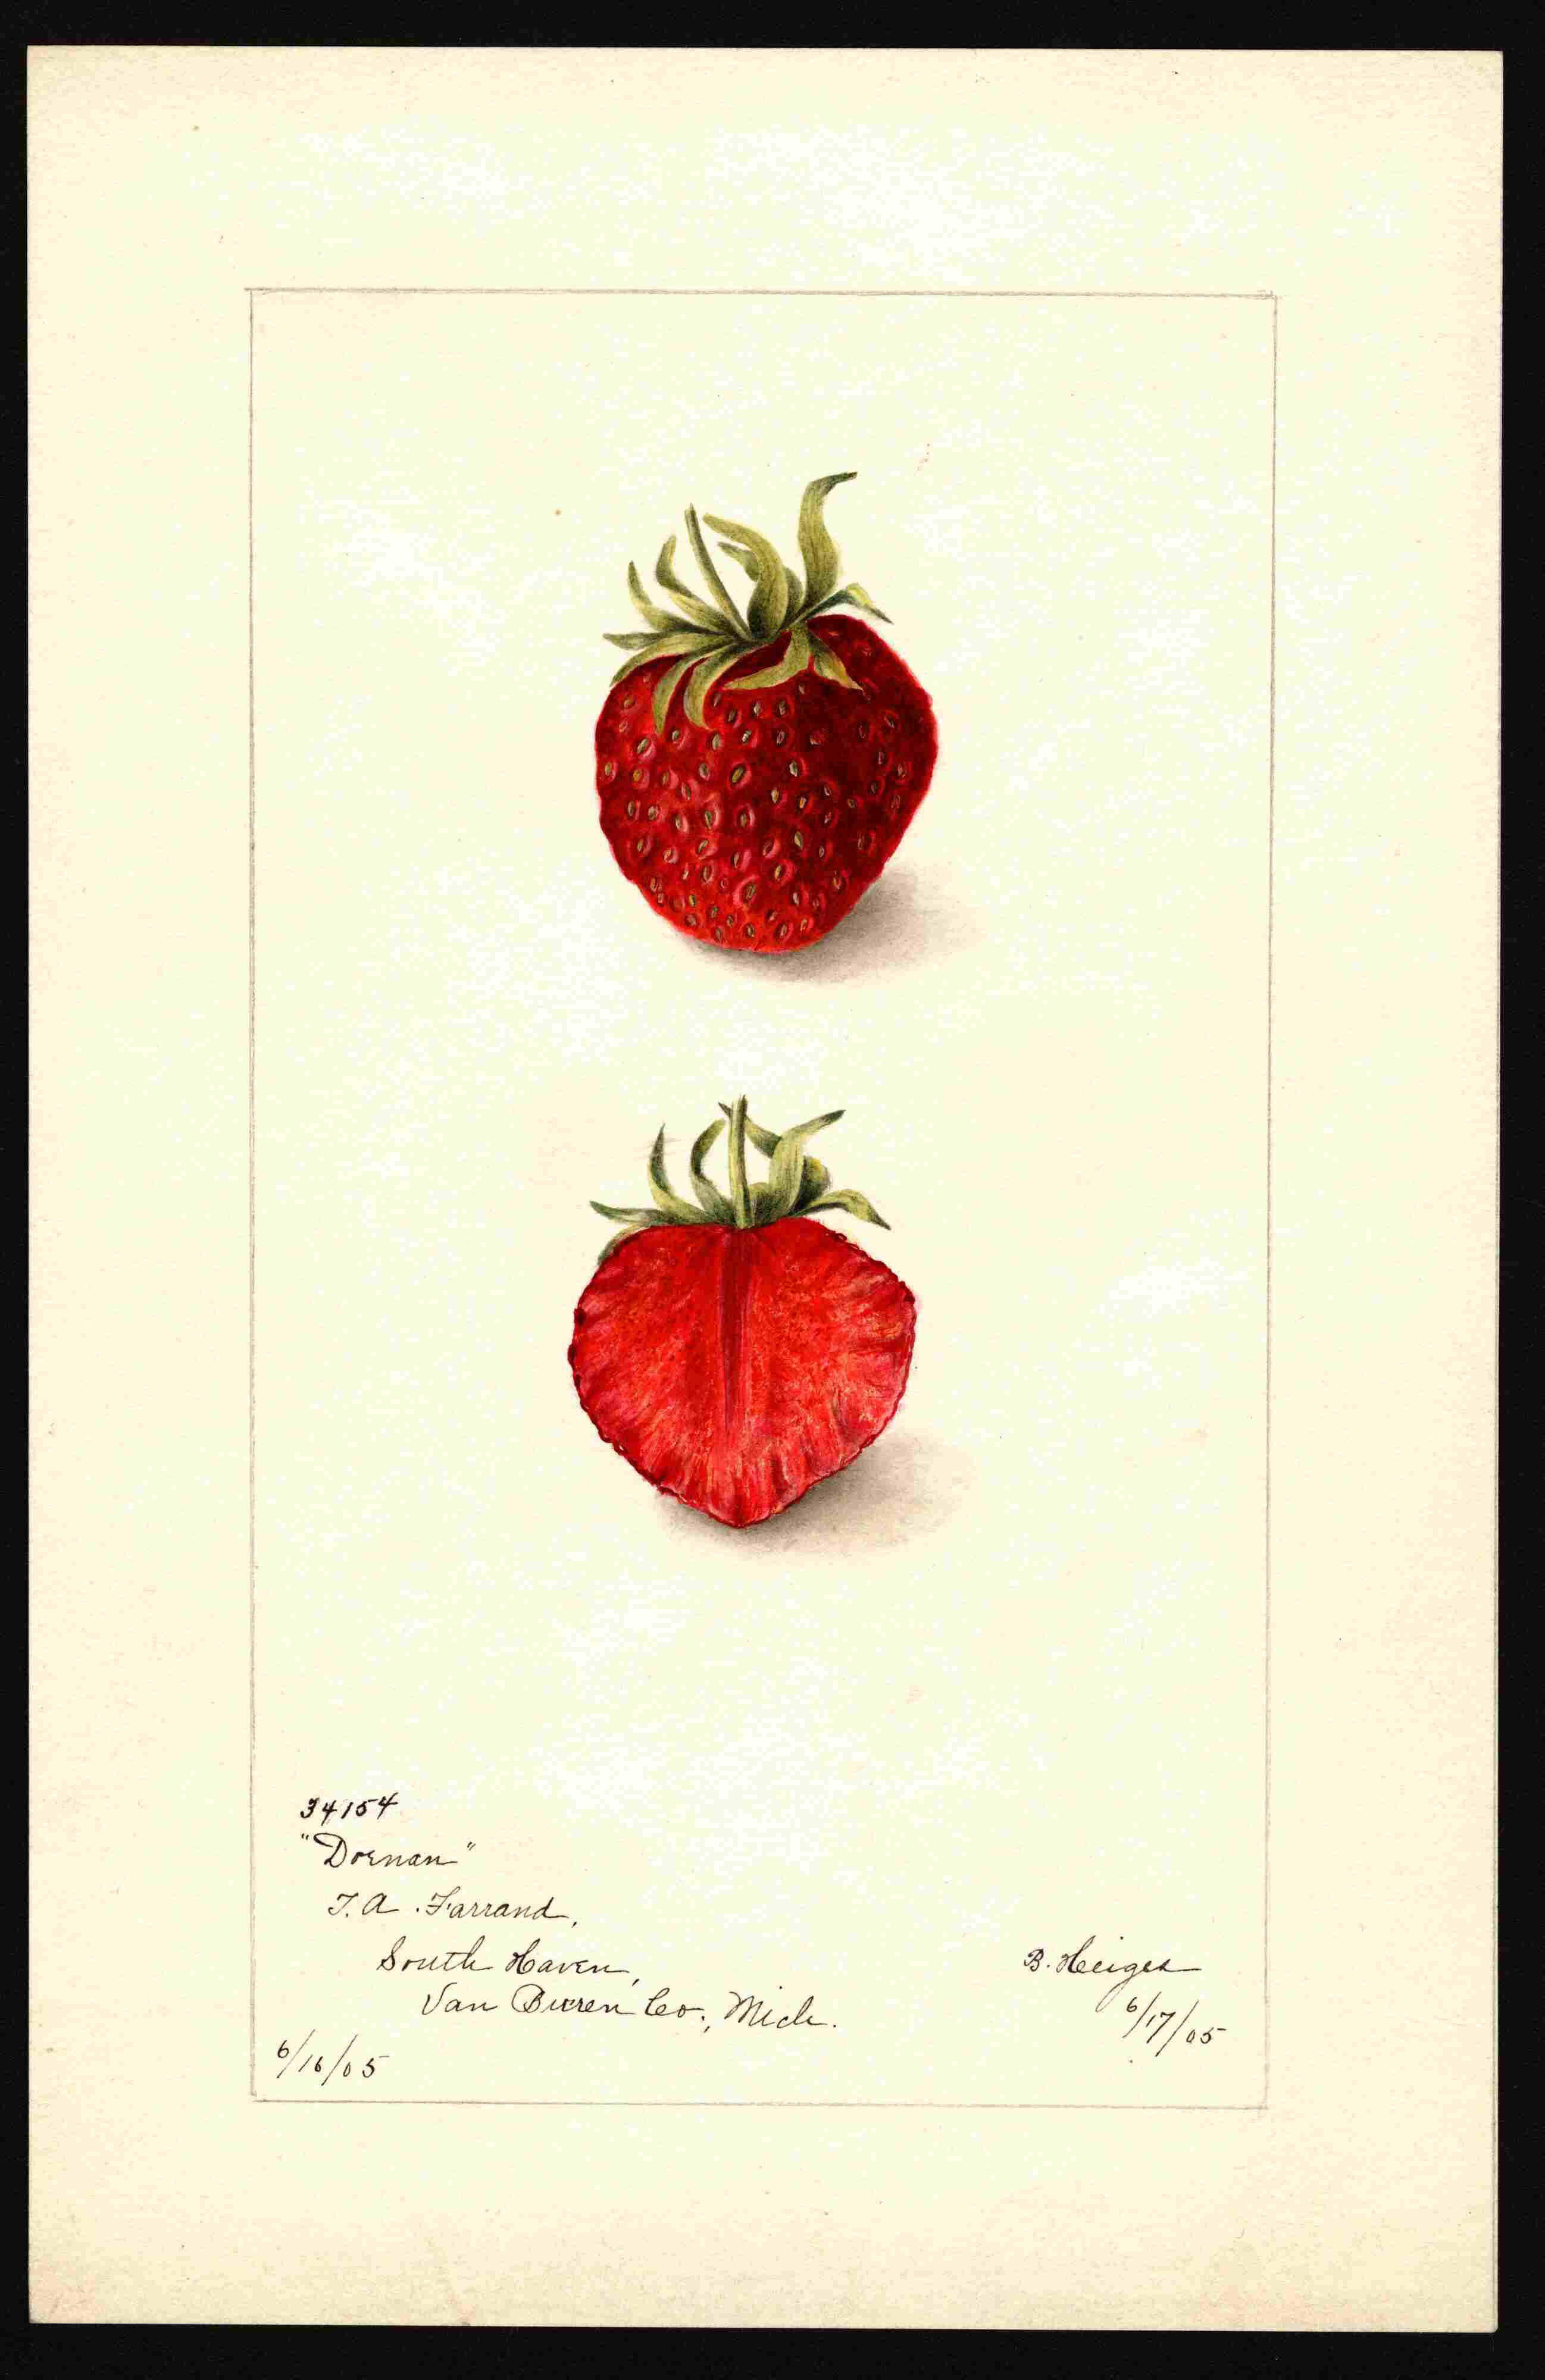 34154
"Dornan"
T. A. Farrand,
South Haven,
Van Buren Co., Mich.
6/16/05
B. Heiges
6/17/05